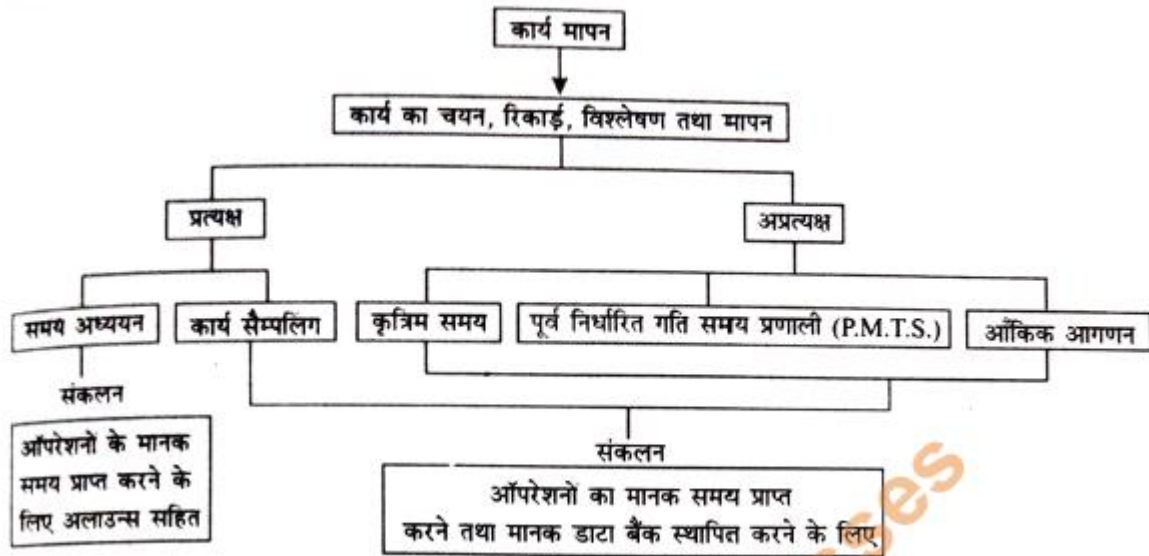 कार्य मापन
कार्य का चयन, रिकार्ड, विश्लेषण तथा मापन
प्रत्यक्ष
अप्रत्यक्ष
समय अध्ययन
कार्य सैम्पलिंग
कृत्रिम समय
पूर्व निर्धारित गति समय प्रणाली (P.M.T.S.)
आँकिक आगणन
संकलन
ऑपरेशनों के मानक
समय प्राप्त करने के
लिए अलाउन्स सहित
संकलन
ऑपरेशनों का मानक समय प्राप्त
करने तथा मानक डाटा बैंक स्थापित करने के लिए